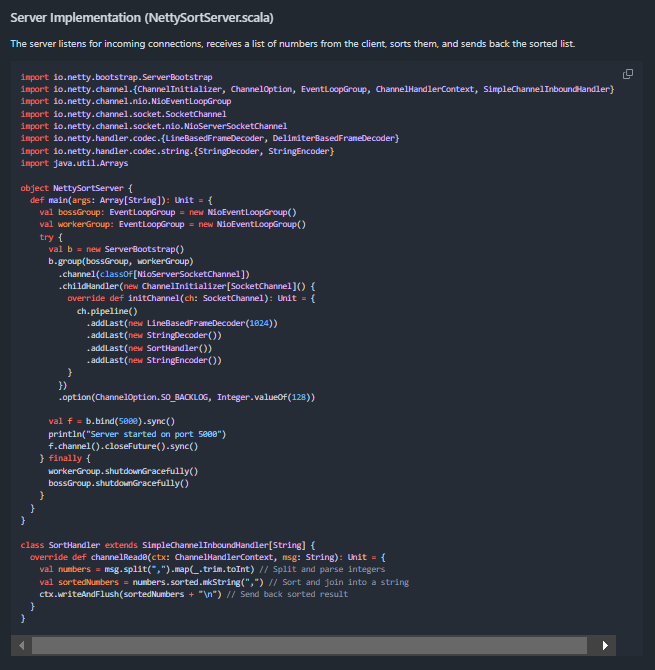 Server Implementation (NettySortServer.scala)
The server listens for incoming connections, receives a list of numbers from the client, sorts them, and sends back the sorted list.
import io.netty.bootstrap.ServerBootstrap
import io.netty.channel.{ChannelInitializer, ChannelOption, EventLoopGroup, ChannelHandlerContext, SimpleChannelInboundHandler}
import io.netty.channel.nio.NioEventLoopGroup
import io.netty.channel.socket.SocketChannel
import io.netty.channel.socket.nio.NioServerSocketChannel
import io.netty.handler.codec.{LineBasedFrameDecoder, DelimiterBasedFrameDecoder}
import io.netty.handler.codec.string.{StringDecoder, StringEncoder}
import java.util.Arrays

object NettySortServer {
  def main(args: Array[String]): Unit = {
    val bossGroup: EventLoopGroup = new NioEventLoopGroup()
    val workerGroup: EventLoopGroup = new NioEventLoopGroup()
    try {
      val b = new ServerBootstrap()
      b.group(bossGroup, workerGroup)
        .channel(classOf[NioServerSocketChannel])
        .childHandler(new ChannelInitializer[SocketChannel]() {
          override def initChannel(ch: SocketChannel): Unit = {
            ch.pipeline()
              .addLast(new LineBasedFrameDecoder(1024))
              .addLast(new StringDecoder())
              .addLast(new SortHandler())
              .addLast(new StringEncoder())
          }
        })
        .option(ChannelOption.SO_BACKLOG, Integer.valueOf(128))

      val f = b.bind(5000).sync()
      println("Server started on port 5000")
      f.channel().closeFuture().sync()
    } finally {
      workerGroup.shutdownGracefully()
      bossGroup.shutdownGracefully()
    }
  }
}

class SortHandler extends SimpleChannelInboundHandler[String] {
  override def channelRead0(ctx: ChannelHandlerContext, msg: String): Unit = {
    val numbers = msg.split(",").map(_.trim.toInt) // Split and parse integers
    val sortedNumbers = numbers.sorted.mkString(",") // Sort and join into a string
    ctx.writeAndFlush(sortedNumbers + "\n") // Send back sorted result
  }
}